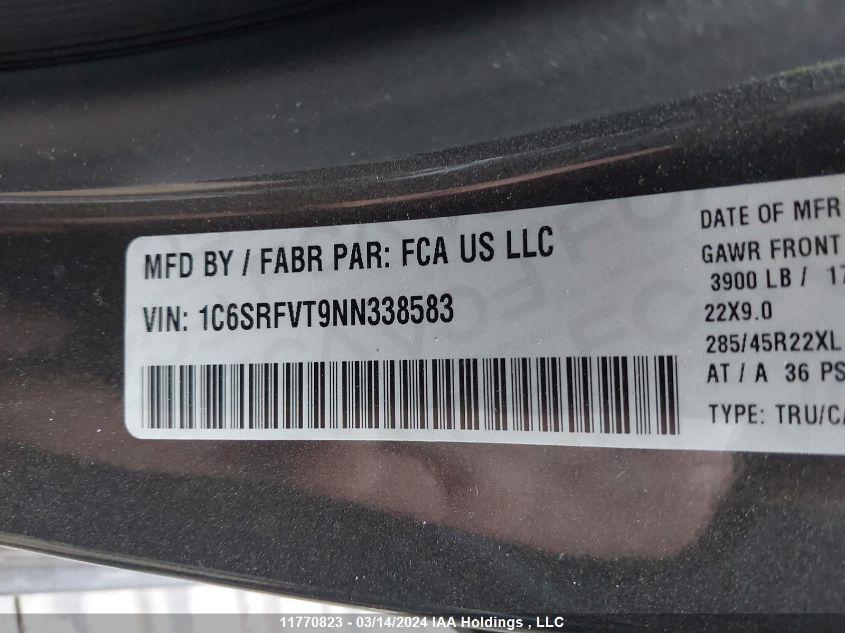 MFD BY / FABR PAR: FCA US LLC
VIN: 1C6SRFVT9NN338583
DATE OF MFR
GAWR FRONT
3900 LB / 17
22X9.0
285/45R22XL
AT / A 36 PS
TYPE: TRU/CA
11770823 - 03/14/2024 IAA Holdings , LLC